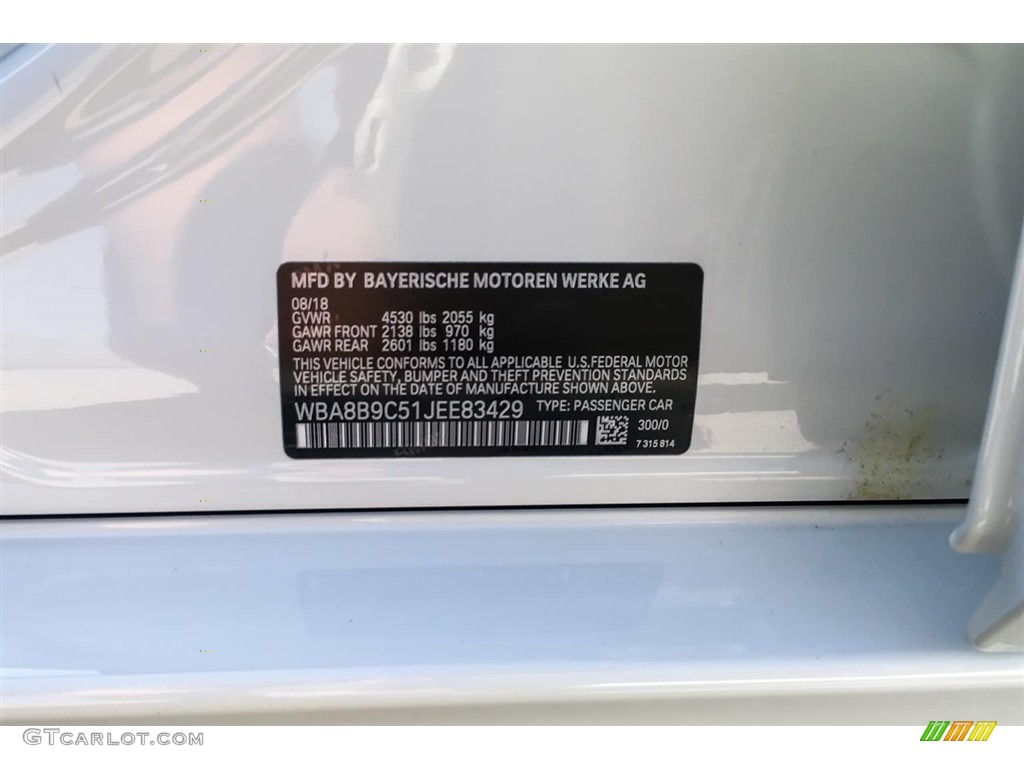 MFD BY BAYERISCHE MOTOREN WERKE AG
08/18
GVWR 4530 lbs 2055 kg
GAWR FRONT 2138 lbs 970 kg
GAWR REAR 2601 lbs 1180 kg
THIS VEHICLE CONFORMS TO ALL APPLICABLE U.S.FEDERAL MOTOR
VEHICLE SAFETY, BUMPER AND THEFT PREVENTION STANDARDS
IN EFFECT ON THE DATE OF MANUFACTURE SHOWN ABOVE.
WBA8B9C51JEE83429 TYPE: PASSENGER CAR
300/0
7 315 814
GTCARLOT.COM